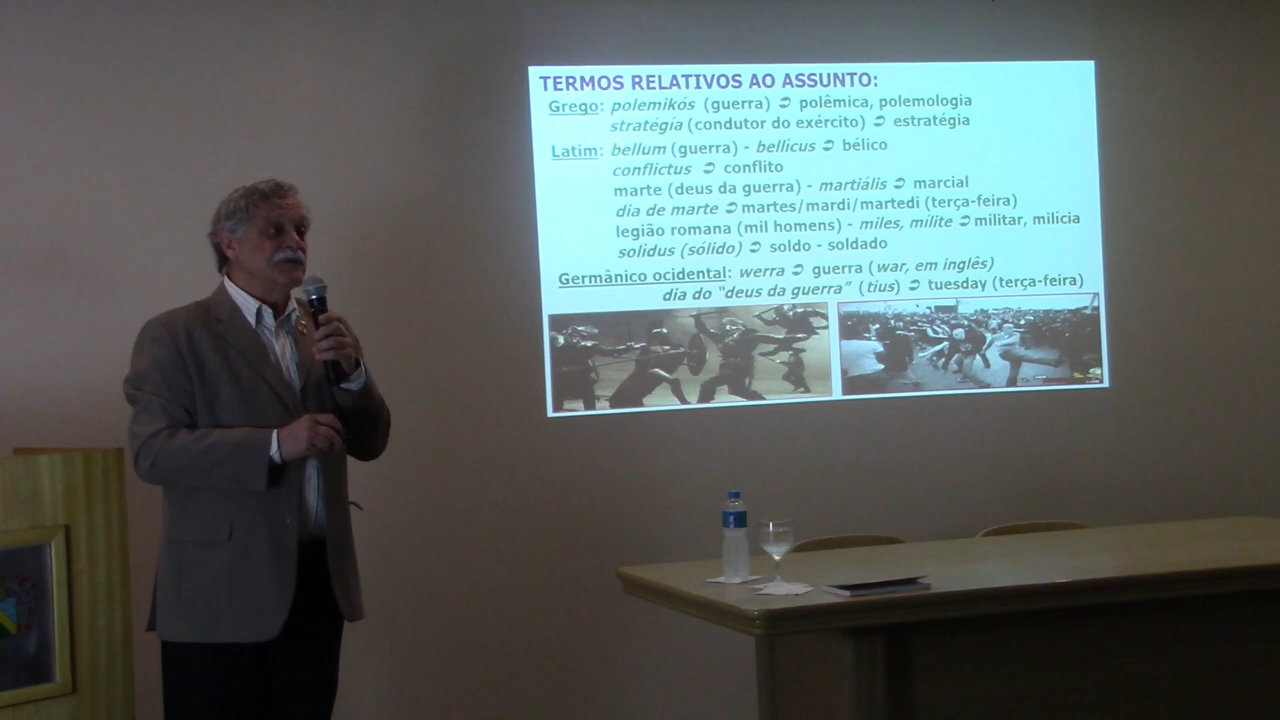 TERMOS RELATIVOS AO ASSUNTO:
Grego: polemikós (guerra) ➲ polêmica, polemologia
stratégía (condutor do exército) ➲ estratégia
Latim: bellum (guerra) - bellicus ➲ bélico
conflictus ➲ conflito
marte (deus da guerra) - martiális ➲ marcial
dia de marte ➲ martes/mardi/martedi (terça-feira)
legião romana (mil homens) - miles, milite ➲ militar, milícia
solidus (sólido) ➲ soldo - soldado
Germânico ocidental: werra ➲ guerra (war, em inglês)
dia do "deus da guerra" (tius) ➲ tuesday (terça-feira)